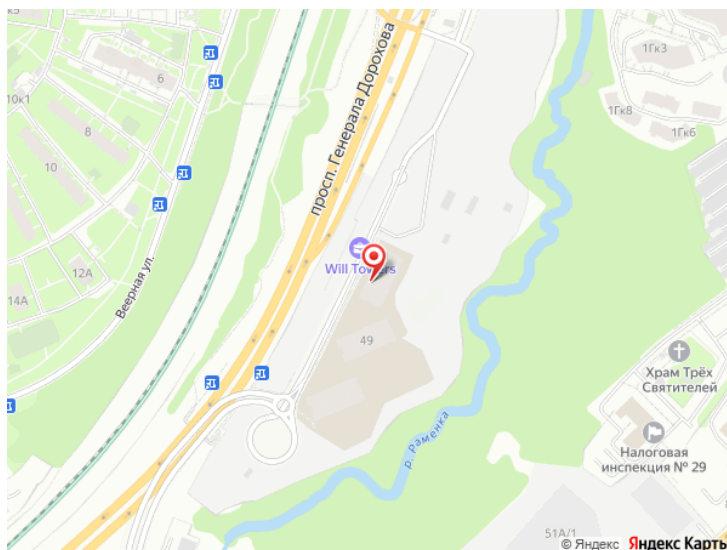 к9
6
10к1
8
10
12А
14А
Веерная ул.
просп. Генерала Дорохова
1Гк3
1Гк8
1Гк6
Will Towers
49
р. Раменка
Храм Трёх
Святителей
Налоговая
инспекция № 29
51А/1
© Яндекс Яндекс Карты